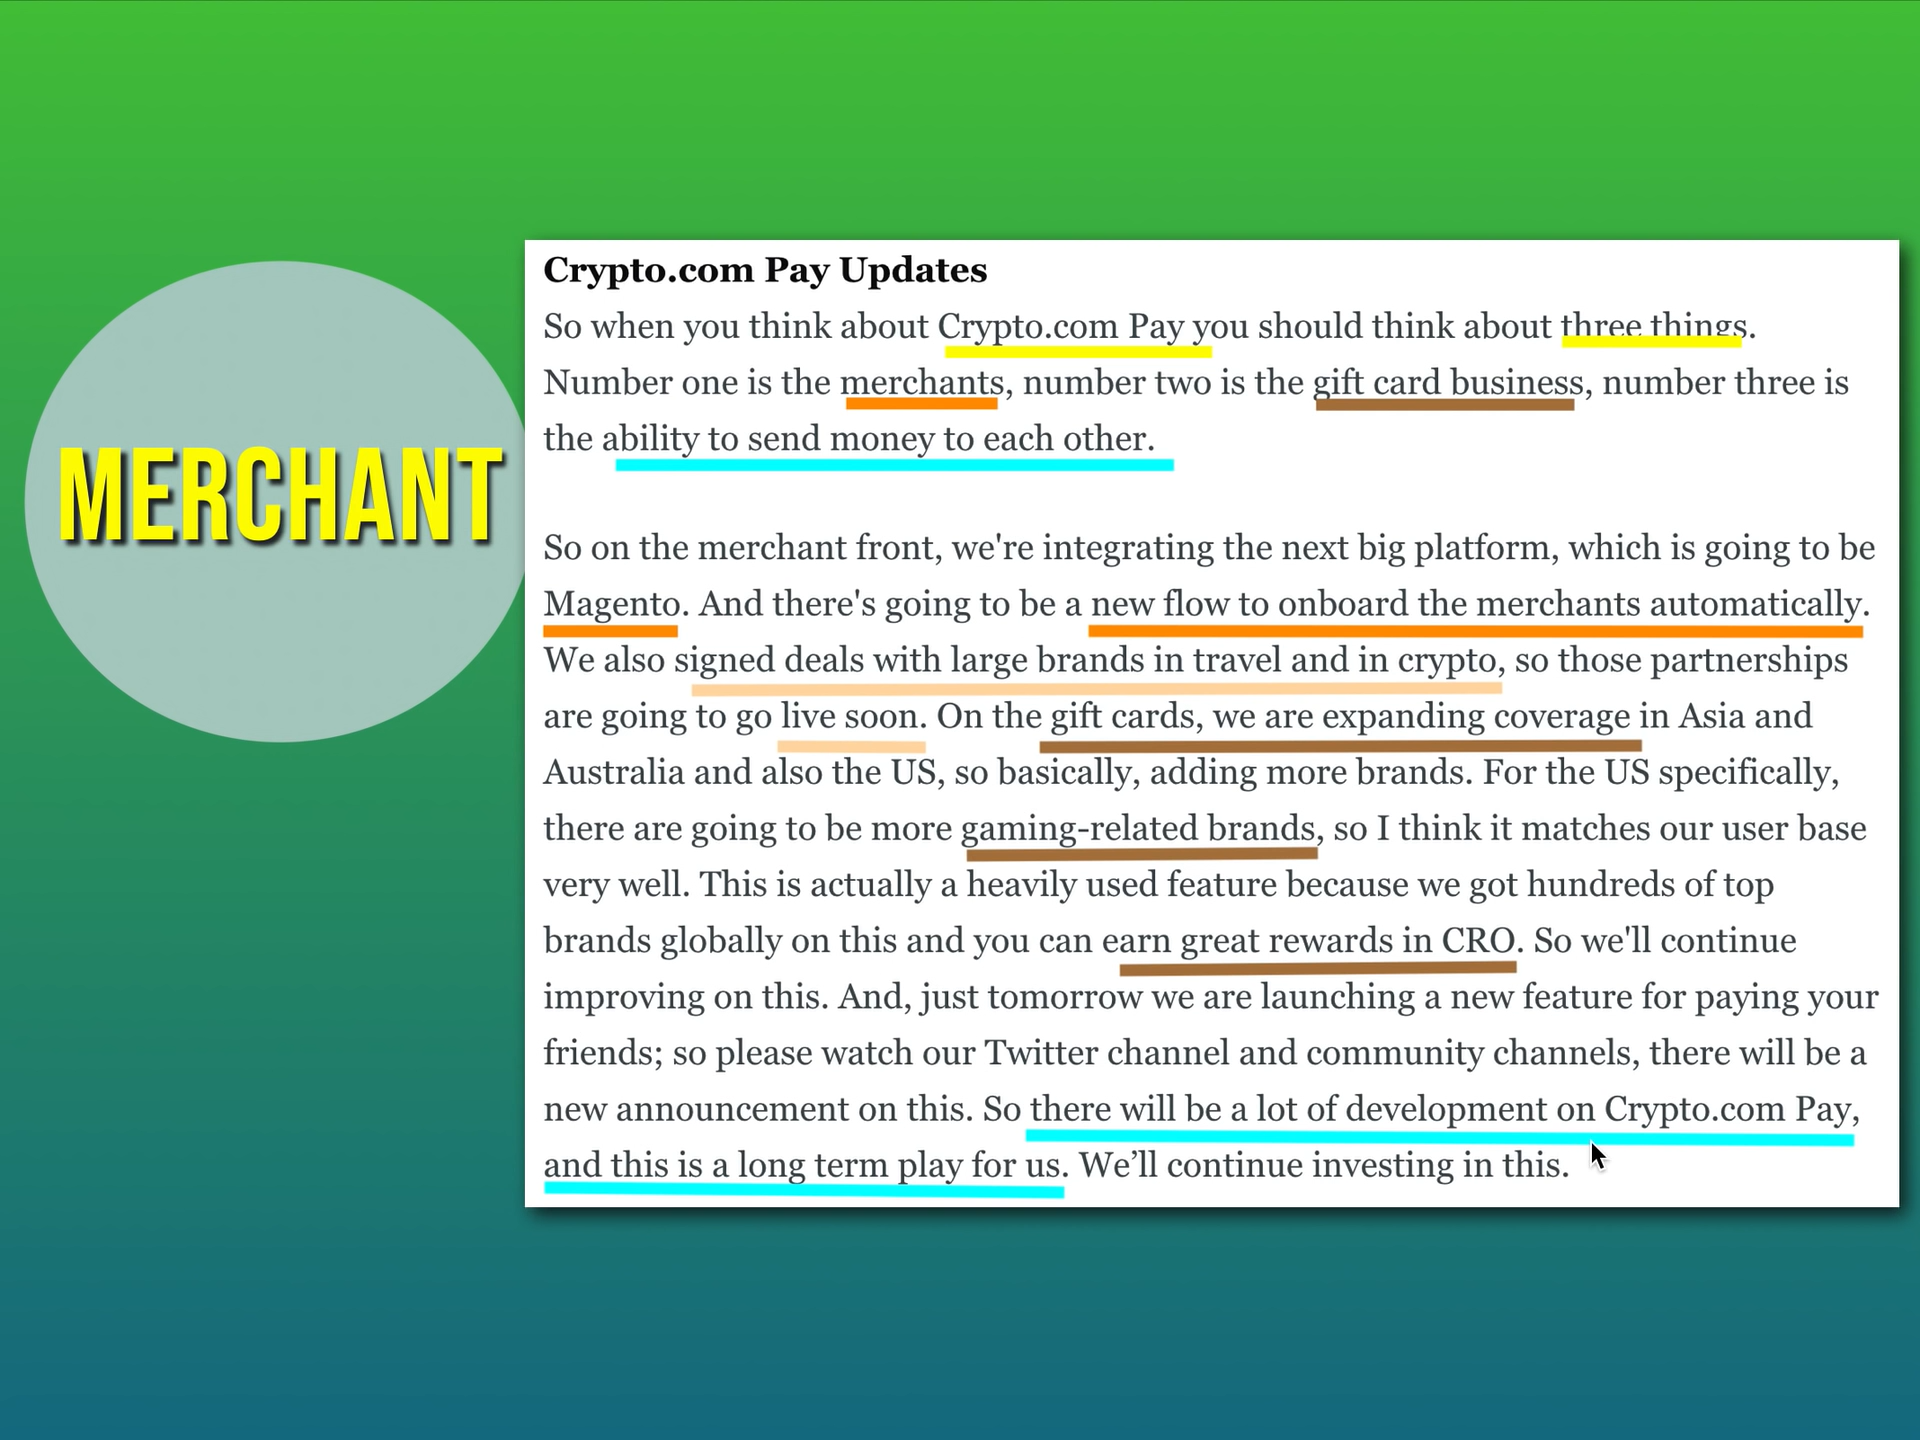 MERCHANT
Crypto.com Pay Updates
So when you think about Crypto.com Pay you should think about three things.
Number one is the merchants, number two is the gift card business, number three is
the ability to send money to each other.
So on the merchant front, we're integrating the next big platform, which is going to be
Magento. And there's going to be a new flow to onboard the merchants automatically.
We also signed deals with large brands in travel and in crypto, so those partnerships
are going to go live soon. On the gift cards, we are expanding coverage in Asia and
Australia and also the US, so basically, adding more brands. For the US specifically,
there are going to be more gaming-related brands, so I think it matches our user base
very well. This is actually a heavily used feature because we got hundreds of top
brands globally on this and you can earn great rewards in CRO. So we'll continue
improving on this. And, just tomorrow we are launching a new feature for paying your
friends; so please watch our Twitter channel and community channels, there will be a
new announcement on this. So there will be a lot of development on Crypto.com Pay,
and this is a long term play for us. We’ll continue investing in this.